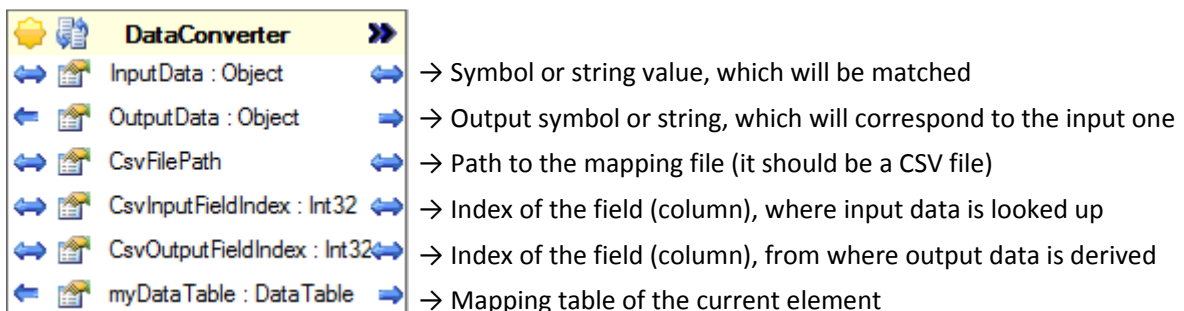 DataConverter
InputData : Object → Symbol or string value, which will be matched
OutputData : Object → Output symbol or string, which will correspond to the input one
CsvFilePath → Path to the mapping file (it should be a CSV file)
CsvInputFieldIndex : Int32 → Index of the field (column), where input data is looked up
CsvOutputFieldIndex : Int32 → Index of the field (column), from where output data is derived
myDataTable : DataTable → Mapping table of the current element